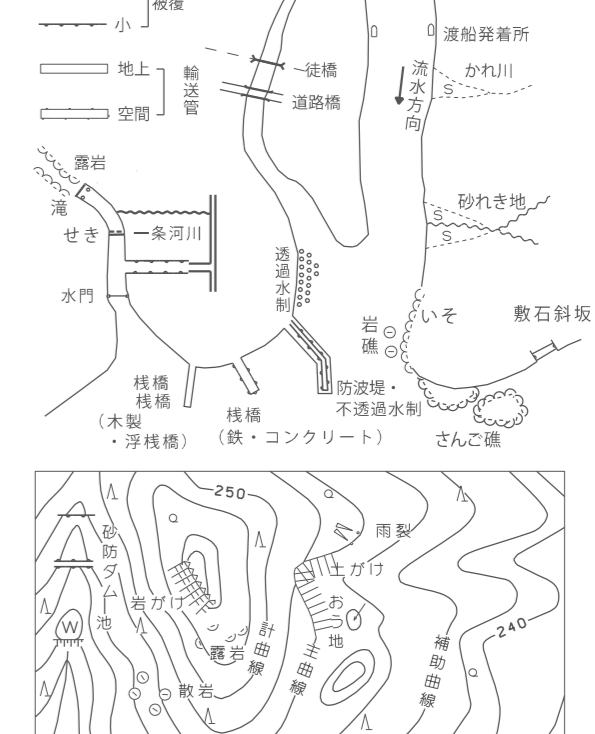 被覆
小
地上
輸送管
空間
徒橋
道路橋
渡船発着所
流水方向
かれ川
S
露岩
滝
せき
一条河川
水門
透過水制
砂れき地
S
S
岩礁
いそ
敷石斜坂
桟橋
桟橋
(木製
・浮桟橋)
桟橋
(鉄・コンクリート)
防波堤・
不透過水制
さんご礁
250
砂防ダム
池
雨裂
土がけ
岩がけ
おう地
W
露岩
計曲線
主曲線
補助曲線
240
散岩